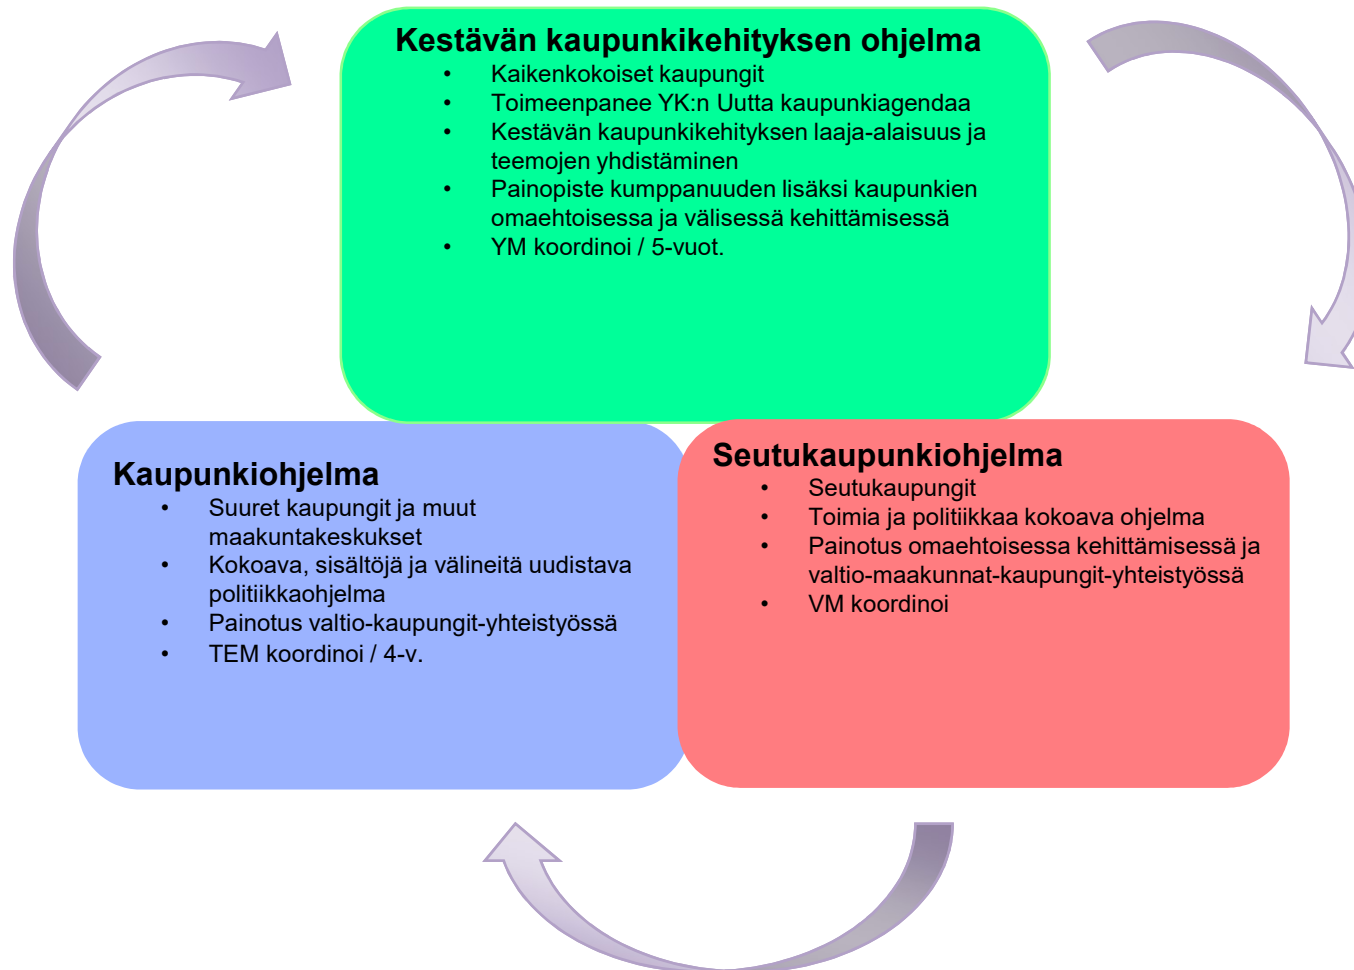 Kestävän kaupunkikehityksen ohjelma
• Kaikenkokoiset kaupungit
• Toimeenpanee YK:n Uutta kaupunkiagendaa
• Kestävän kaupunkikehityksen laaja-alaisuus ja
teemojen yhdistäminen
• Painopiste kumppanuuden lisäksi kaupunkien
omaehtoisessa ja välisessä kehittämisessä
• YM koordinoi / 5-vuot.
Kaupunkiohjelma
• Suuret kaupungit ja muut
maakuntakeskukset
• Kokoava, sisältöjä ja välineitä uudistava
politiikkaohjelma
• Painotus valtio-kaupungit-yhteistyössä
• TEM koordinoi / 4-v.
Seutukaupunkiohjelma
• Seutukaupungit
• Toimia ja politiikkaa kokoava ohjelma
• Painotus omaehtoisessa kehittämisessä ja
valtio-maakunnat-kaupungit-yhteistyössä
• VM koordinoi